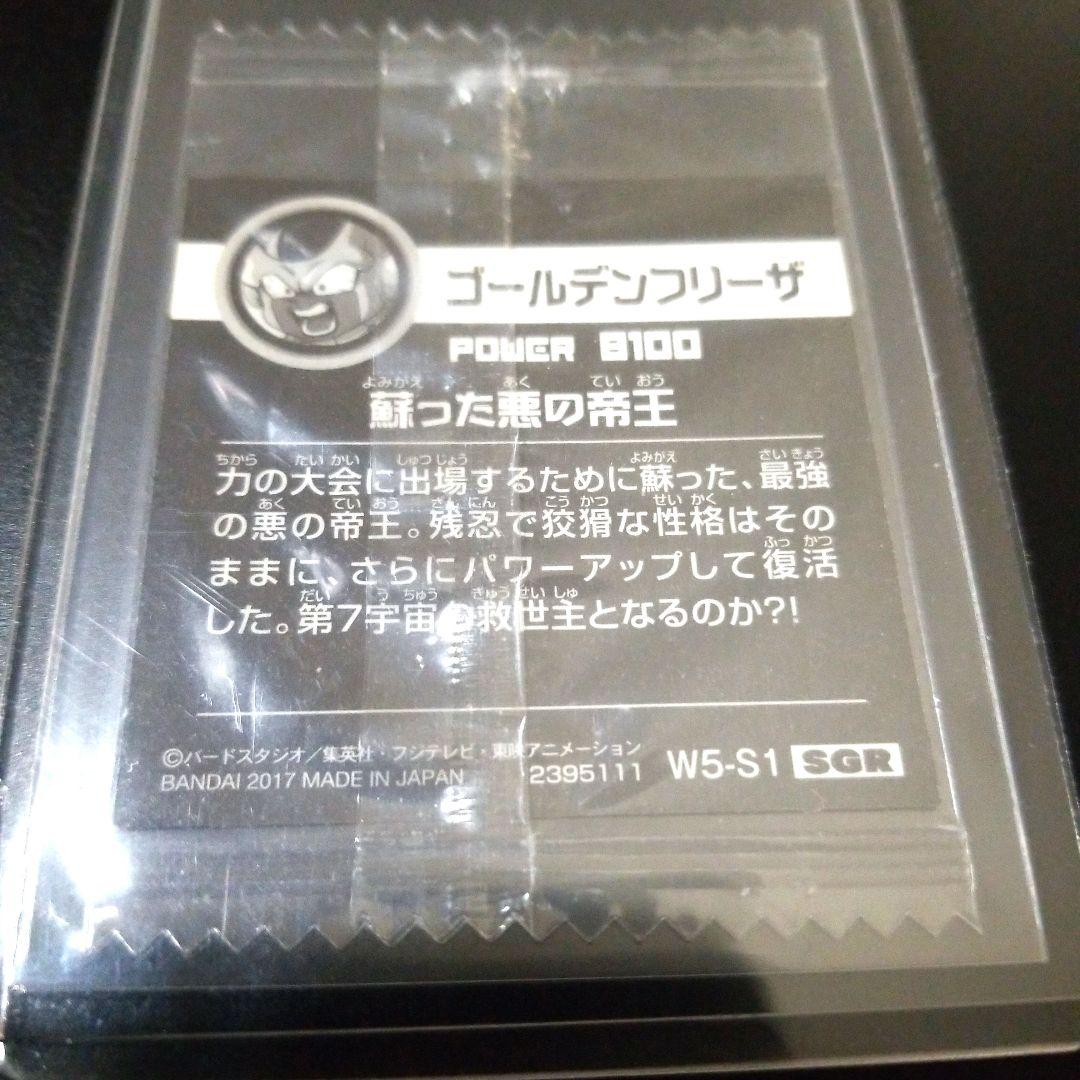 ゴールデンフリーザ
POWER 8100
よみがえ あく てい おう
蘇った悪の帝王
ちから たい かい しゅつ じょう よみがえ さい きょう
力の大会に出場するために蘇った、最強
あく てい おう ざん にん こう かつ せい かく
の悪の帝王。残忍で狡猾な性格はその
ふっ かつ
ままに、さらにパワーアップして復活
だい う ちゅう きゅう せい しゅ
した。第7宇宙の救世主となるのか?!
©バードスタジオ/集英社・フジテレビ・東映アニメーション
BANDAI 2017 MADE IN JAPAN 2395111 W5-S1 SGR